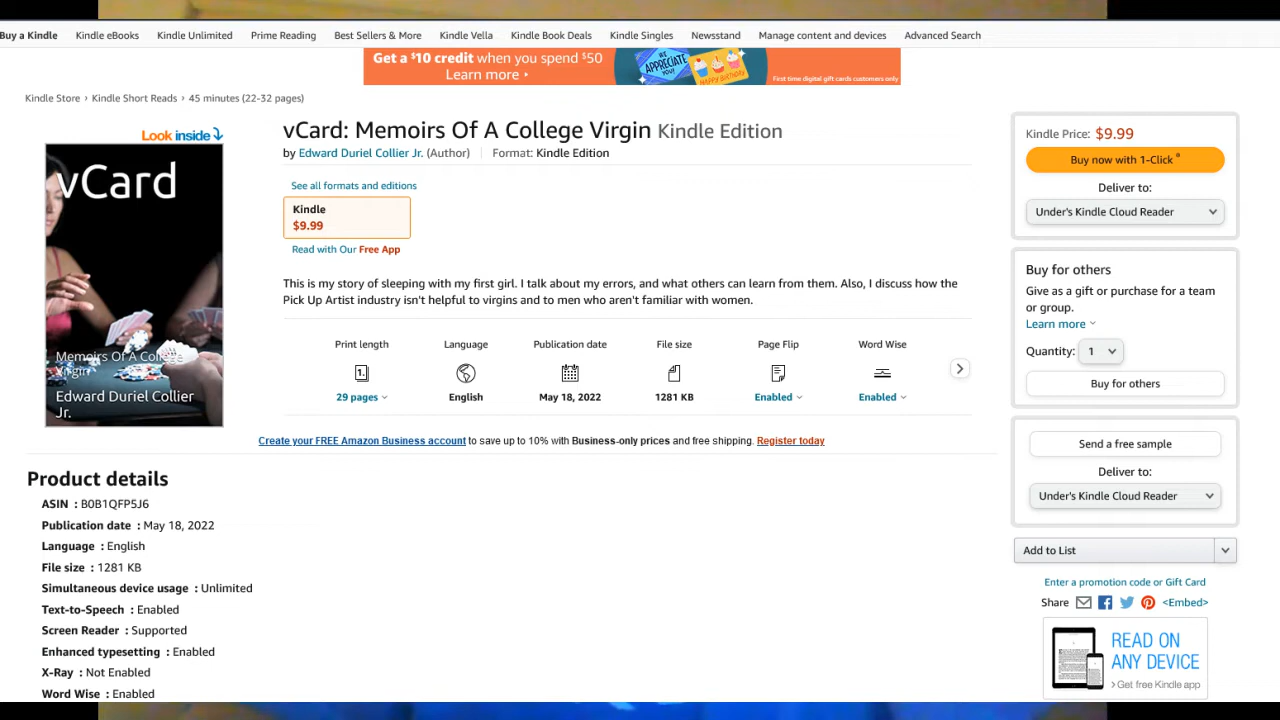 Buy a Kindle Kindle eBooks Kindle Unlimited Prime Reading Best Sellers & More Kindle Vella Kindle Book Deals Kindle Singles Newsstand Manage content and devices Advanced Search
Get a $10 credit when you spend $50
Learn more ▸
WE APPRECIATE YOU!
HAPPY BIRTHDAY
First time digital gift cards customers only
Kindle Store › Kindle Short Reads › 45 minutes (22-32 pages)
Look inside
vCard
Memoirs Of A College
Virgin
Edward Duriel Collier
Jr.
vCard: Memoirs Of A College Virgin Kindle Edition
by Edward Duriel Collier Jr. (Author) Format: Kindle Edition
See all formats and editions
Kindle
$9.99
Read with Our Free App
This is my story of sleeping with my first girl. I talk about my errors, and what others can learn from them. Also, I discuss how the
Pick Up Artist industry isn't helpful to virgins and to men who aren't familiar with women.
Print length Language Publication date File size Page Flip Word Wise
29 pages English May 18, 2022 1281 KB Enabled Enabled
Create your FREE Amazon Business account to save up to 10% with Business-only prices and free shipping. Register today
Product details
ASIN : B0B1QFP5J6
Publication date : May 18, 2022
Language : English
File size : 1281 KB
Simultaneous device usage : Unlimited
Text-to-Speech : Enabled
Screen Reader : Supported
Enhanced typesetting : Enabled
X-Ray : Not Enabled
Word Wise : Enabled
Kindle Price: $9.99
Buy now with 1-Click ®
Deliver to:
Under's Kindle Cloud Reader
Buy for others
Give as a gift or purchase for a team
or group.
Learn more
Quantity: 1
Buy for others
Send a free sample
Deliver to:
Under's Kindle Cloud Reader
Add to List
Enter a promotion code or Gift Card
Share <Embed>
READ ON
ANY DEVICE
› Get free Kindle app